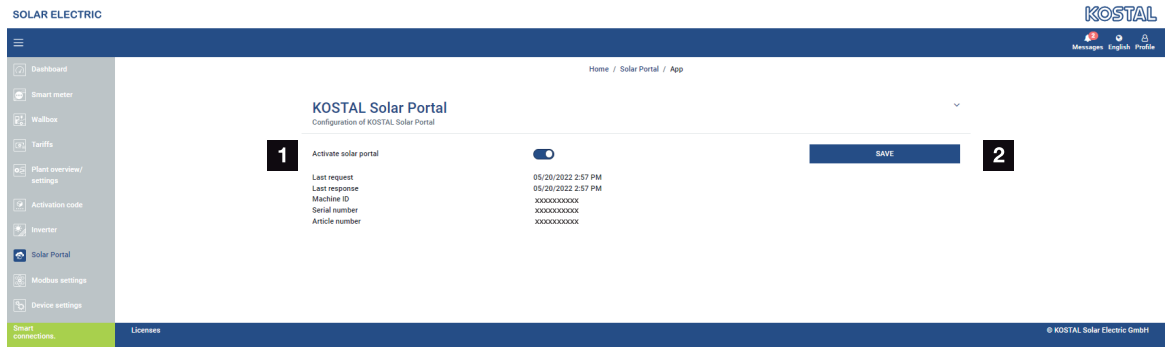 SOLAR ELECTRIC
KOSTAL
2
Messages English Profile
Dashboard
Home / Solar Portal / App
Smart meter
KOSTAL Solar Portal
Configuration of KOSTAL Solar Portal
Wallbox
Tariffs
1
Activate solar portal
SAVE
2
Plant overview/
settings
Last request 05/20/2022 2:57 PM
Last response 05/20/2022 2:57 PM
Machine ID xxxxxxxxxx
Serial number xxxxxxxxxx
Article number xxxxxxxxxx
Activation code
Inverter
Solar Portal
Modbus settings
Device settings
Smart
connections.
Licenses
© KOSTAL Solar Electric GmbH